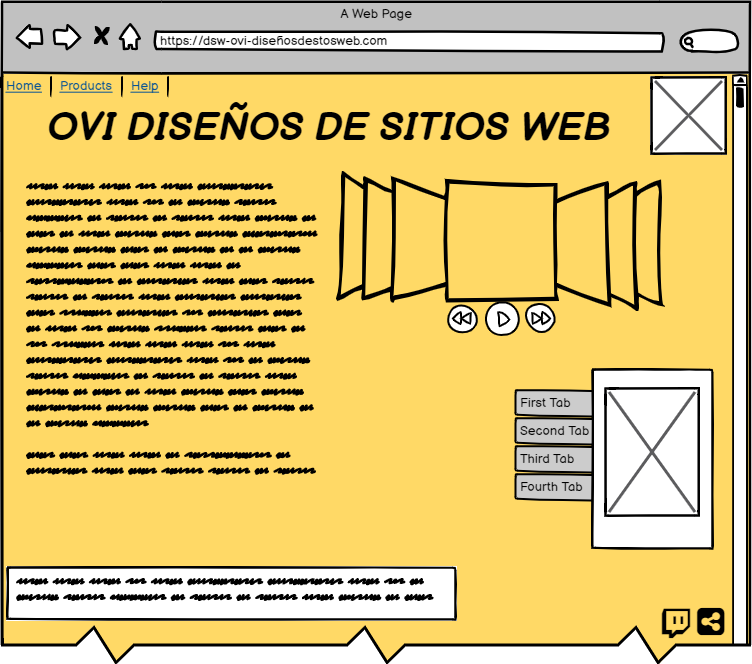 A Web Page
https://dsw-ovi-diseñosdestosweb.com
Home
Products
Help
OVI DISEÑOS DE SITIOS WEB
First Tab
Second Tab
Third Tab
Fourth Tab